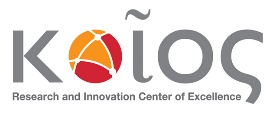 κοῖος
Research and Innovation Center of Excellence